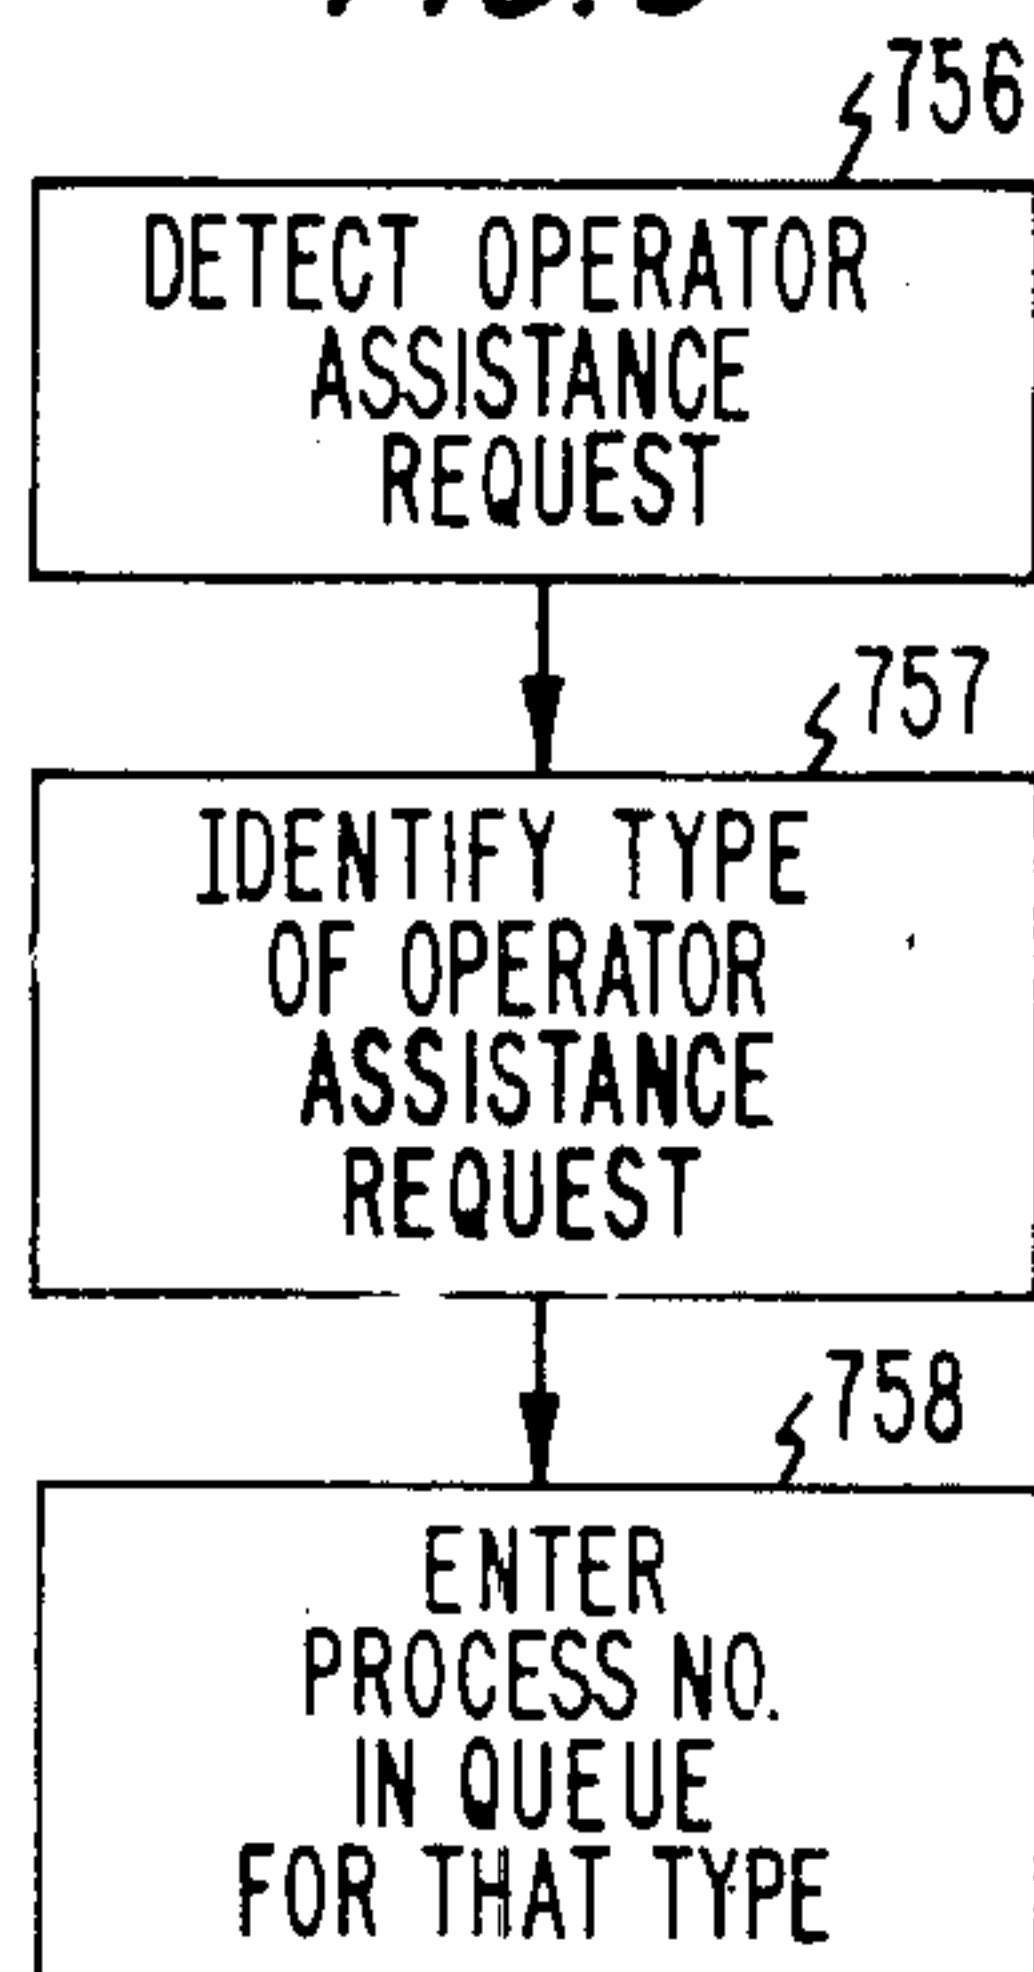 756
DETECT OPERATOR
ASSISTANCE
REQUEST
757
IDENTIFY TYPE
OF OPERATOR
ASSISTANCE
REQUEST
758
ENTER
PROCESS NO.
IN QUEUE
FOR THAT TYPE